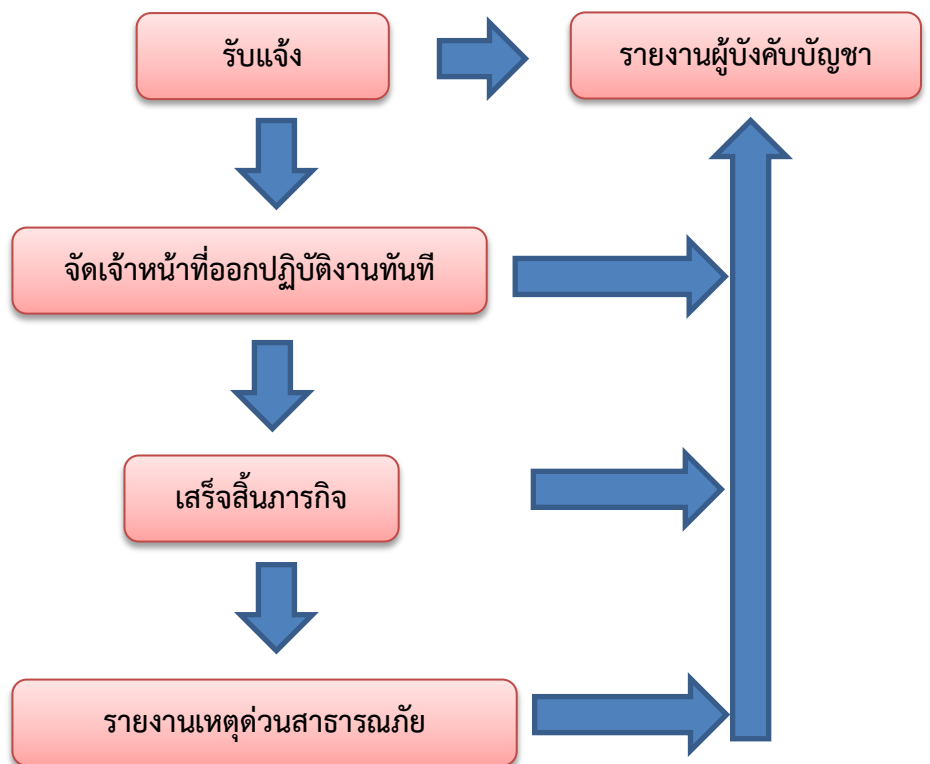 รับแจ้ง
รายงานผู้บังคับบัญชา
จัดเจ้าหน้าที่ออกปฏิบัติงานทันที
เสร็จสิ้นภารกิจ
รายงานเหตุด่วนสาธารณภัย